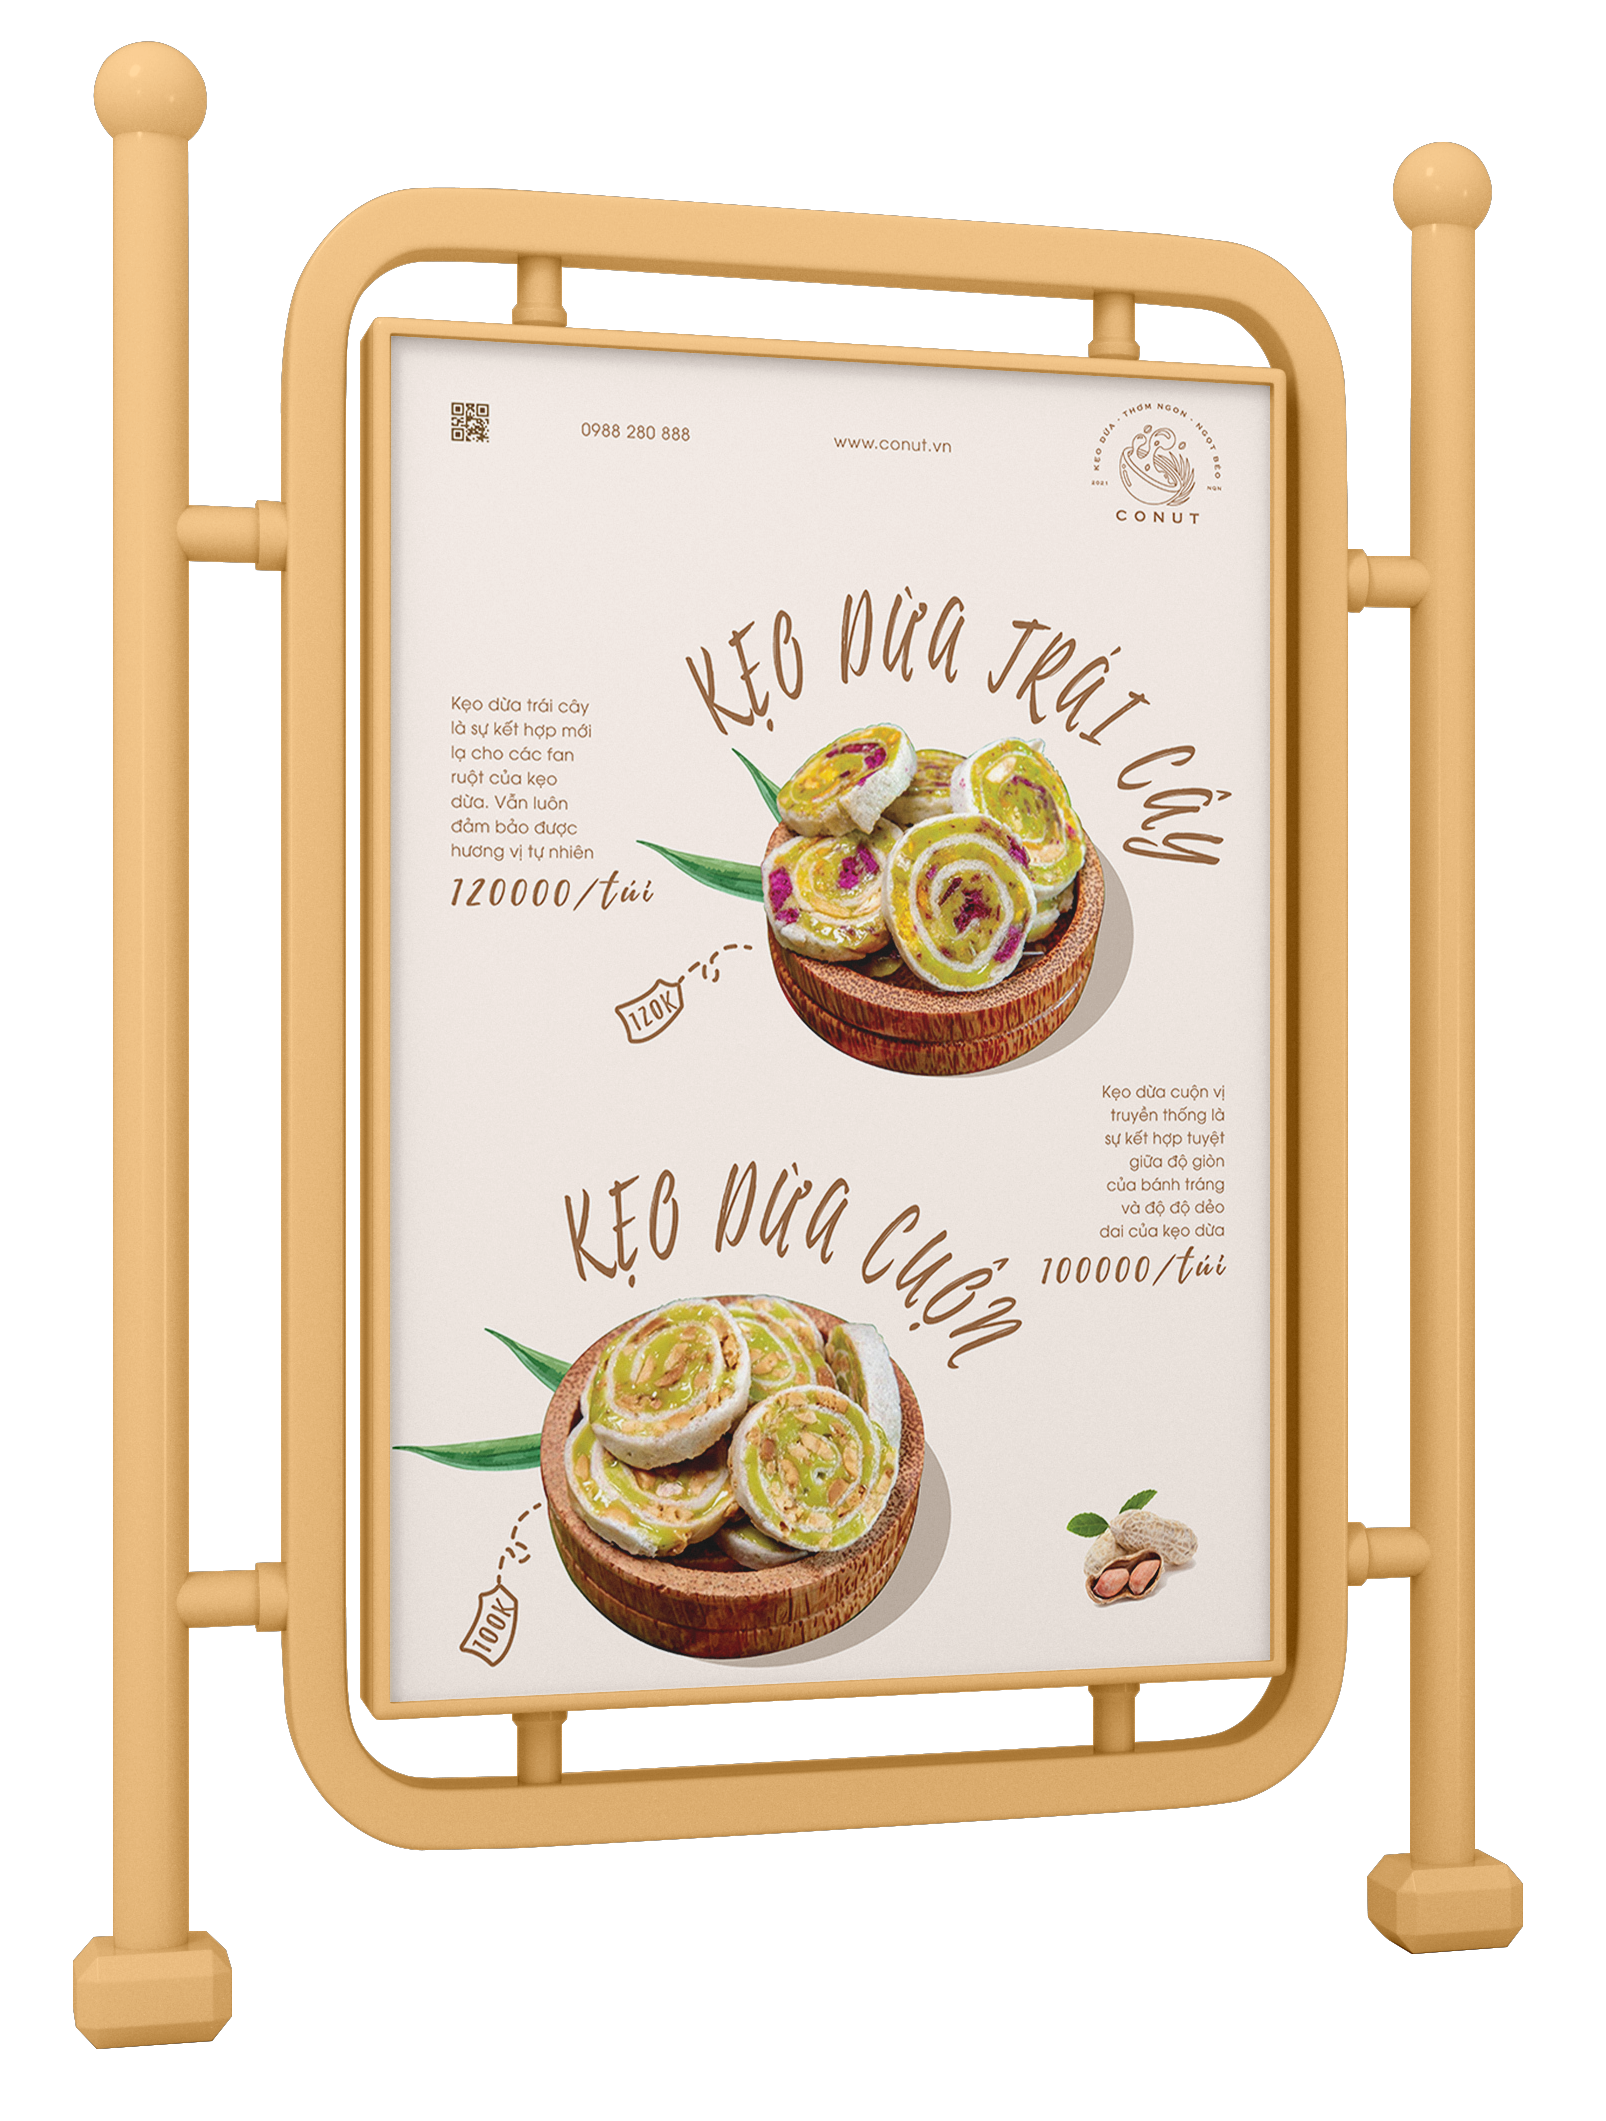 0988 280 888
www.conut.vn
KẸO DỪA · THƠM NGON · NGỌT BÉO
2021
NGN
CONUT
KẸO DỪA TRÁI CÂY
Kẹo dừa trái cây
là sự kết hợp mới
lạ cho các fan
ruột của kẹo
dừa. Vẫn luôn
đảm bảo được
hương vị tự nhiên
120000/túi
120K
Kẹo dừa cuộn vị
truyền thống là
sự kết hợp tuyệt
giữa độ giòn
của bánh tráng
và độ độ dẻo
dai của kẹo dừa
100000/túi
KẸO DỪA CUỘN
100K